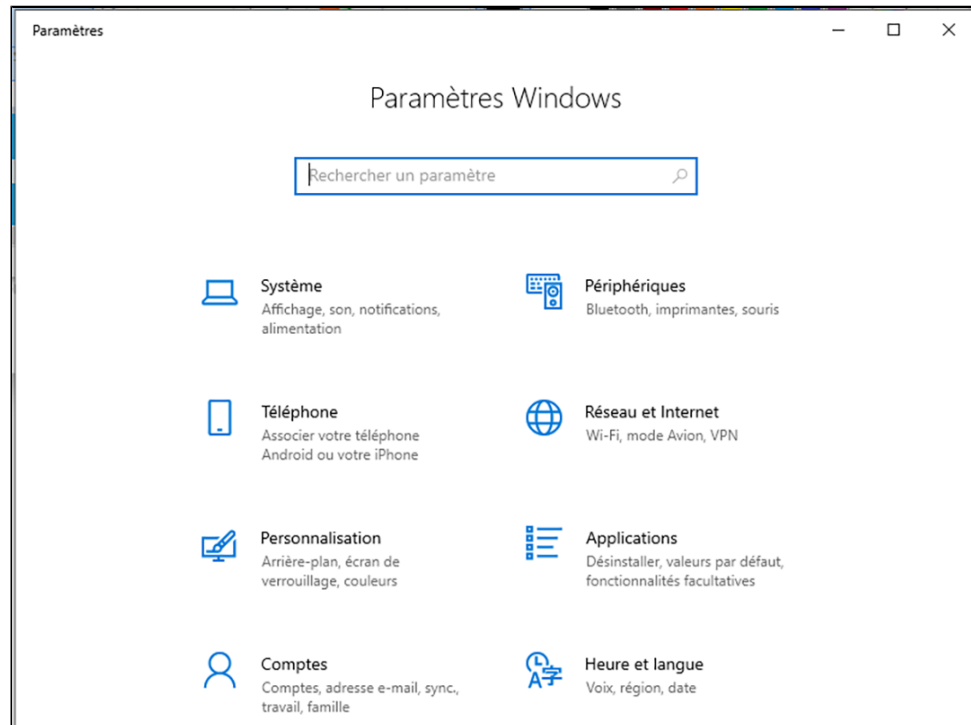 Paramètres
Paramètres Windows
Rechercher un paramètre
Système
Affichage, son, notifications,
alimentation
Périphériques
Bluetooth, imprimantes, souris
Téléphone
Associer votre téléphone
Android ou votre iPhone
Réseau et Internet
Wi-Fi, mode Avion, VPN
Personnalisation
Arrière-plan, écran de
verrouillage, couleurs
Applications
Désinstaller, valeurs par défaut,
fonctionnalités facultatives
Comptes
Comptes, adresse e-mail, sync.,
travail, famille
Heure et langue
Voix, région, date